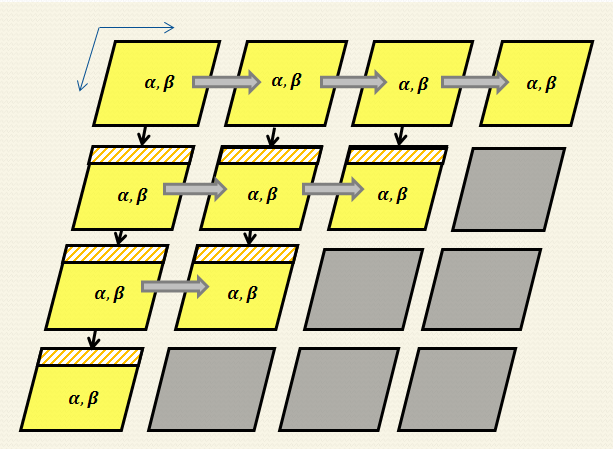 α, β α, β α, β α, β
α, β α, β α, β
α, β α, β
α, β